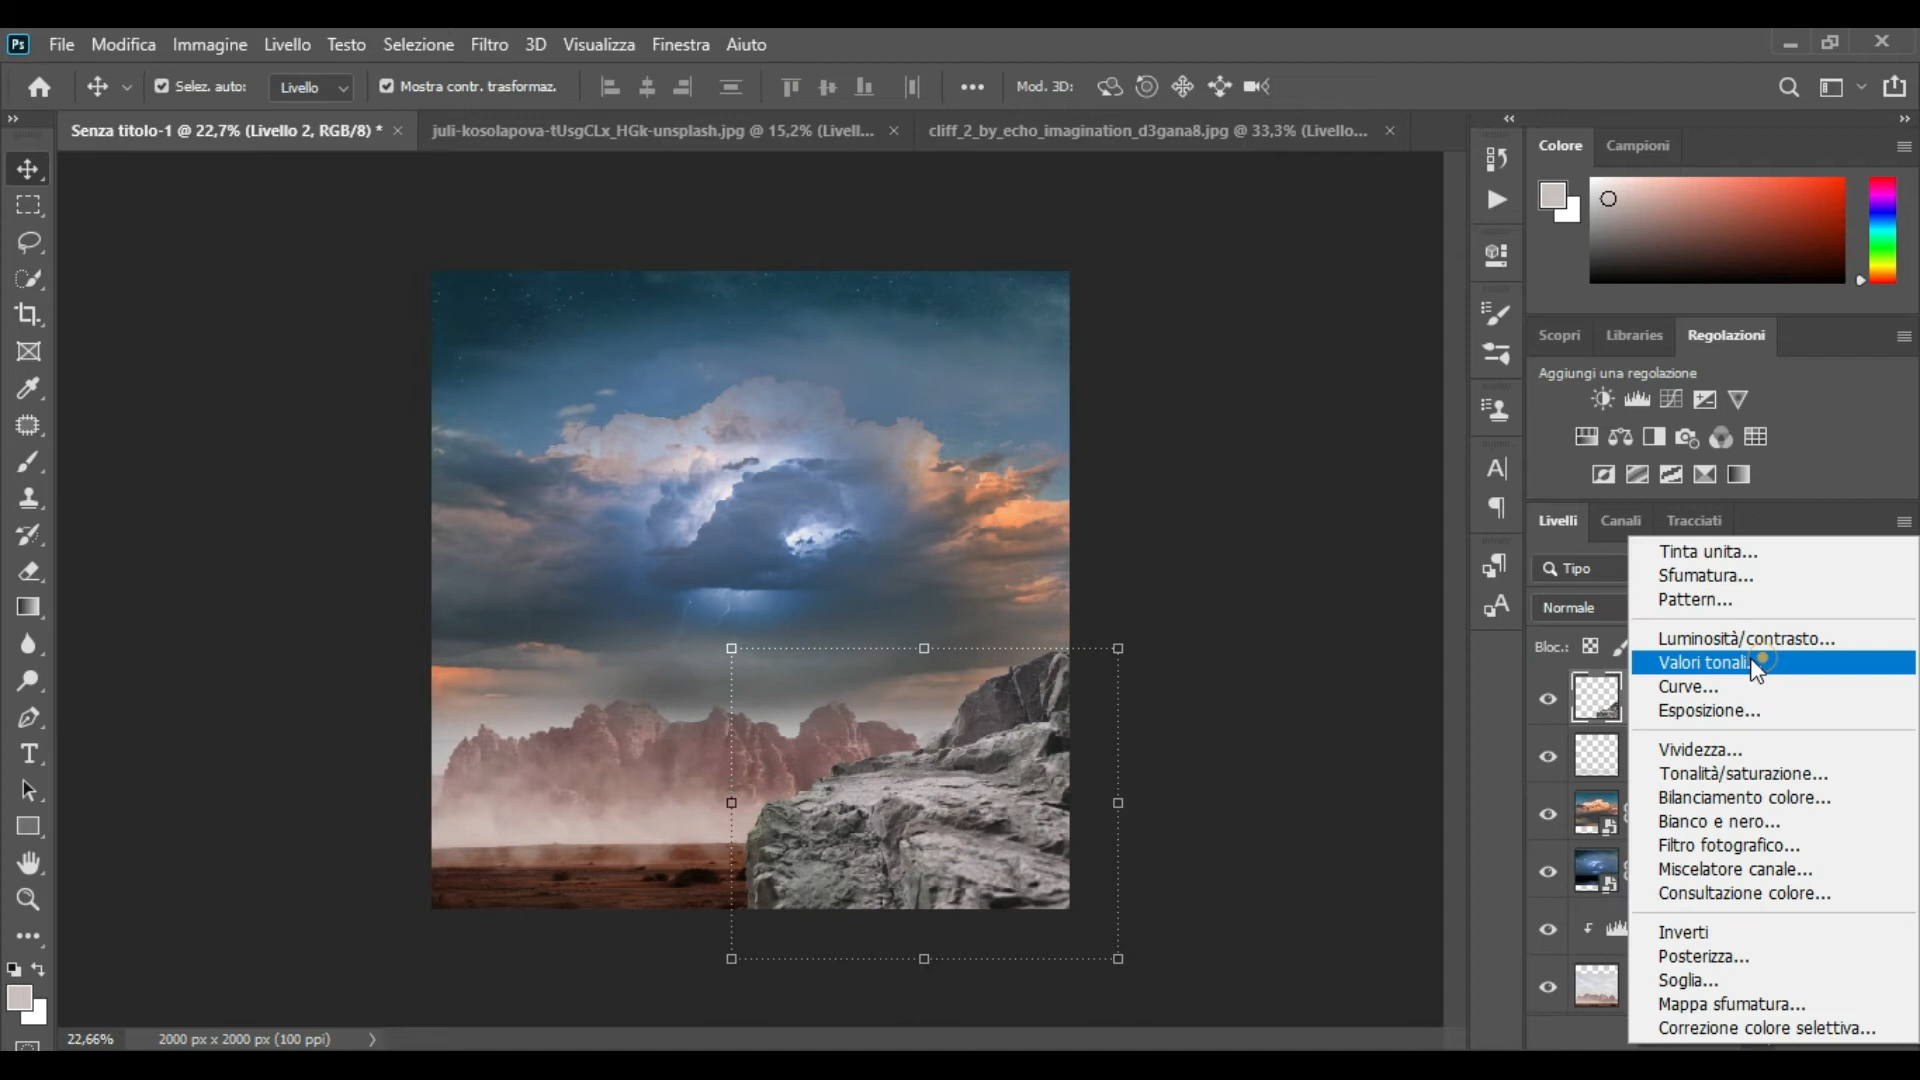 Ps File Modifica Immagine Livello Testo Selezione Filtro 3D Visualizza Finestra Aiuto
Selez. auto: Livello Mostra contr. trasformaz. Mod. 3D:
Senza titolo-1 @ 22,7% (Livello 2, RGB/8) * juli-kosolapova-tUsgCLx_HGk-unsplash.jpg @ 15,2% (Livell... cliff_2_by_echo_imagination_d3gana8.jpg @ 33,3% (Livello...
Colore Campioni
Scopri Libraries Regolazioni
Aggiungi una regolazione
Livelli Canali Tracciati
Tipo
Normale
Bloc.:
Tinta unita...
Sfumatura...
Pattern...
Luminosità/contrasto...
Valori tonali...
Curve...
Esposizione...
Vividezza...
Tonalità/saturazione...
Bilanciamento colore...
Bianco e nero...
Filtro fotografico...
Miscelatore canale...
Consultazione colore...
Inverti
Posterizza...
Soglia...
Mappa sfumatura...
Correzione colore selettiva...
22,66% 2000 px x 2000 px (100 ppi)